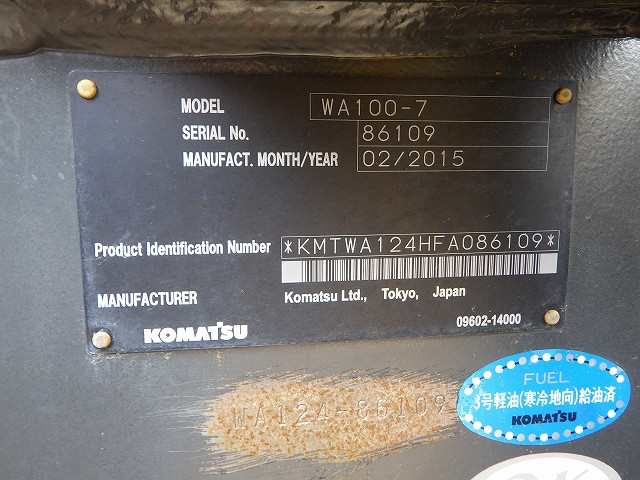 MODEL WA100-7
SERIAL No. 86109
MANUFACT. MONTH/YEAR 02/2015
Product Identification Number *KMTWA124HFA086109*
MANUFACTURER Komatsu Ltd., Tokyo, Japan
KOMATSU 09602-14000
WA124-86109
FUEL
3号軽油(寒冷地向)給油済
KOMATSU